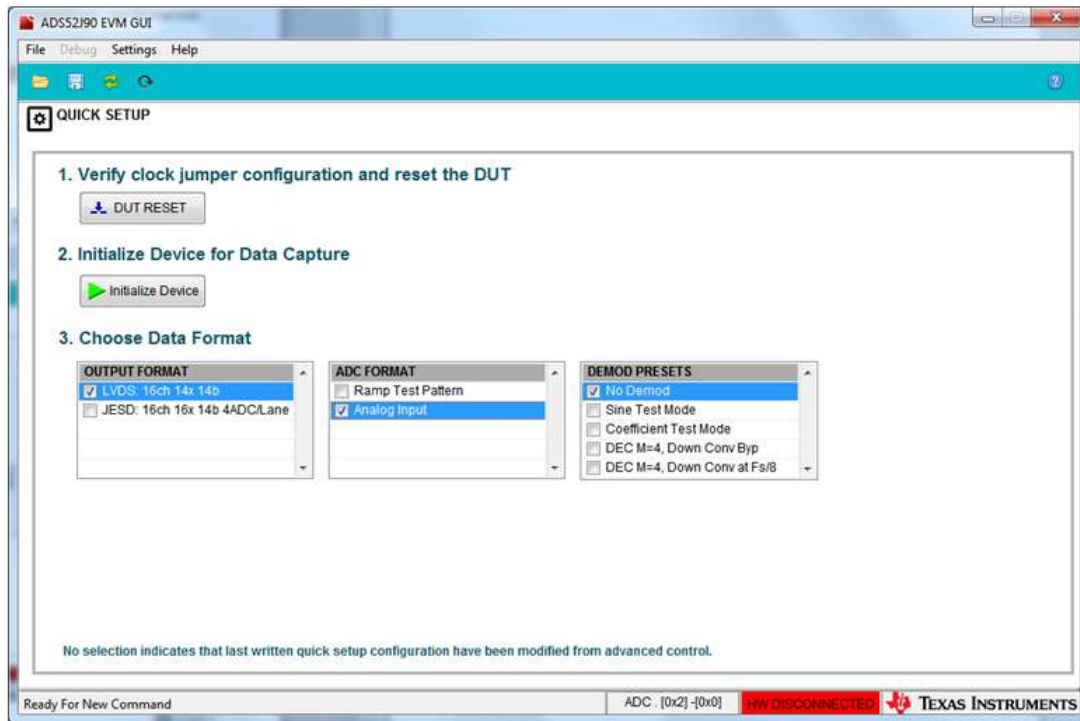 ADS52J90 EVM GUI
File Debug Settings Help
QUICK SETUP
1. Verify clock jumper configuration and reset the DUT
DUT RESET
2. Initialize Device for Data Capture
Initialize Device
3. Choose Data Format
OUTPUT FORMAT
LVDS: 16ch 14x 14b
JESD: 16ch 16x 14b 4ADC/Lane
ADC FORMAT
Ramp Test Pattern
Analog Input
DEMOD PRESETS
No Demod
Sine Test Mode
Coefficient Test Mode
DEC M=4, Down Conv Byp
DEC M=4, Down Conv at Fs/8
No selection indicates that last written quick setup configuration have been modified from advanced control.
Ready For New Command
ADC . [0x2] -[0x0]
HW DISCONNECTED
TEXAS INSTRUMENTS